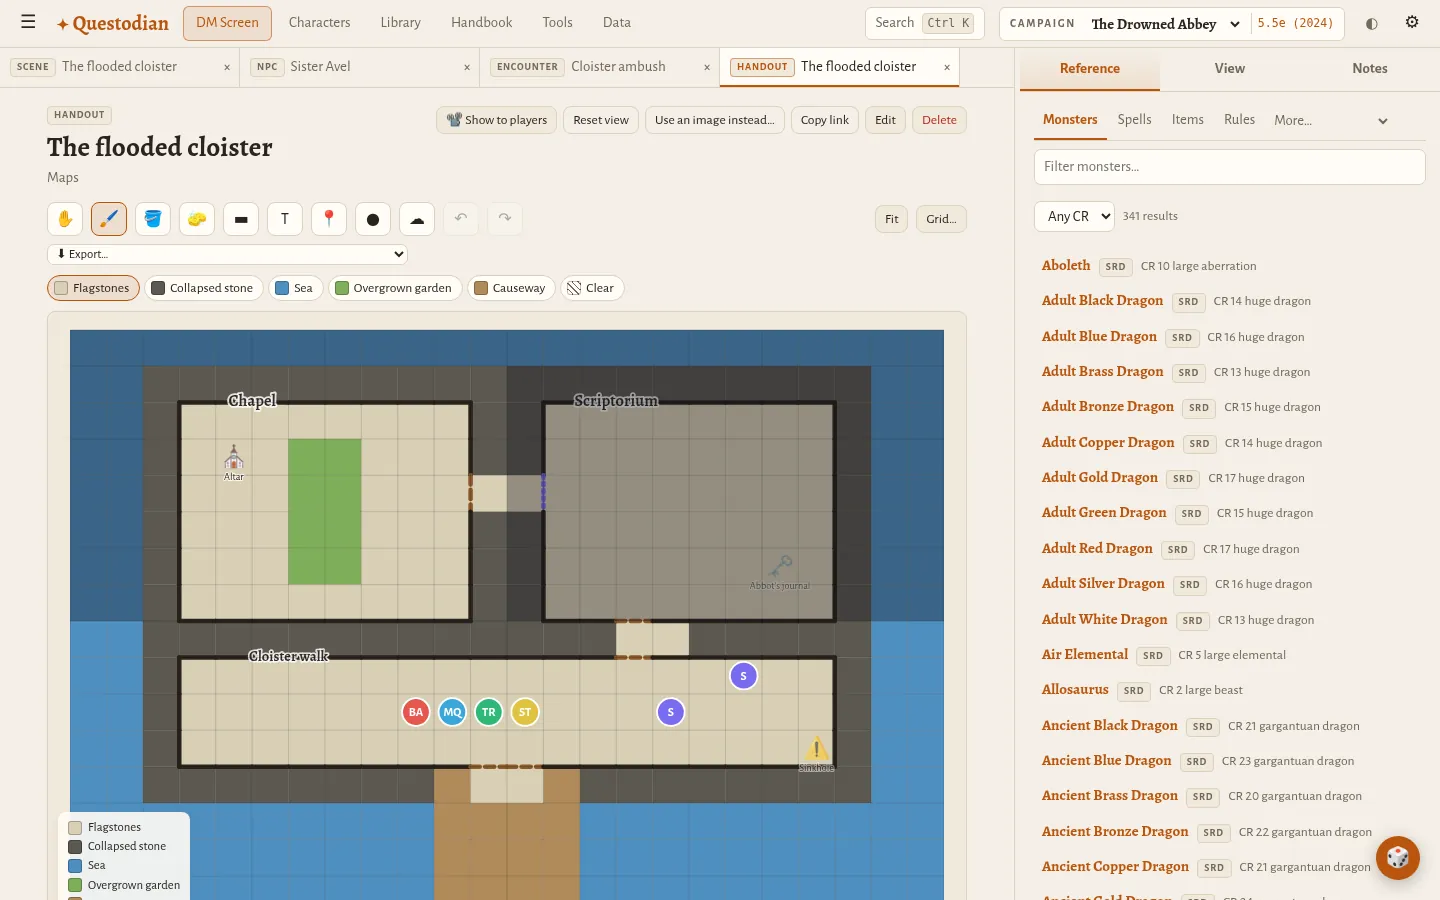 ☰ Questodian DM Screen Characters Library Handbook Tools Data Search Ctrl K CAMPAIGN The Drowned Abbey 5.5e (2024)
SCENE The flooded cloister × NPC Sister Avel × ENCOUNTER Cloister ambush × HANDOUT The flooded cloister ×
HANDOUT
The flooded cloister
Maps
Show to players Reset view Use an image instead... Copy link Edit Delete
T Fit Grid...
⬇ Export...
Flagstones Collapsed stone Sea Overgrown garden Causeway Clear
Chapel Scriptorium
Altar
Abbot's journal
Cloister walk
S
BA MQ TR ST S
Sinkhole
Flagstones
Collapsed stone
Sea
Overgrown garden
Reference View Notes
Monsters Spells Items Rules More...
Filter monsters...
Any CR 341 results
Aboleth SRD CR 10 large aberration
Adult Black Dragon SRD CR 14 huge dragon
Adult Blue Dragon SRD CR 16 huge dragon
Adult Brass Dragon SRD CR 13 huge dragon
Adult Bronze Dragon SRD CR 15 huge dragon
Adult Copper Dragon SRD CR 14 huge dragon
Adult Gold Dragon SRD CR 17 huge dragon
Adult Green Dragon SRD CR 15 huge dragon
Adult Red Dragon SRD CR 17 huge dragon
Adult Silver Dragon SRD CR 16 huge dragon
Adult White Dragon SRD CR 13 huge dragon
Air Elemental SRD CR 5 large elemental
Allosaurus SRD CR 2 large beast
Ancient Black Dragon SRD CR 21 gargantuan dragon
Ancient Blue Dragon SRD CR 23 gargantuan dragon
Ancient Brass Dragon SRD CR 20 gargantuan dragon
Ancient Bronze Dragon SRD CR 22 gargantuan dragon
Ancient Copper Dragon SRD CR 21 gargantuan dragon